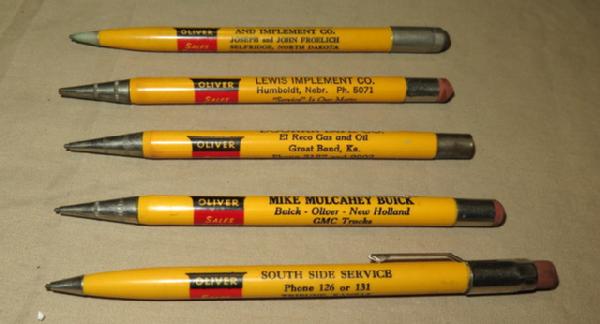 OLIVER
SALES
AND IMPLEMENT CO.
JOSEPH and JOHN FROELICH
SELFRIDGE, NORTH DAKOTA
OLIVER
SALES
LEWIS IMPLEMENT CO.
Humboldt, Nebr. Ph. 5071
"Service" Is Our Motto
OLIVER
SALES
El Reco Gas and Oil
Great Bend, Ka.
OLIVER
SALES
MIKE MULCAHEY BUICK
Buick - Oliver - New Holland
GMC Trucks
OLIVER
SOUTH SIDE SERVICE
Phone 126 or 131